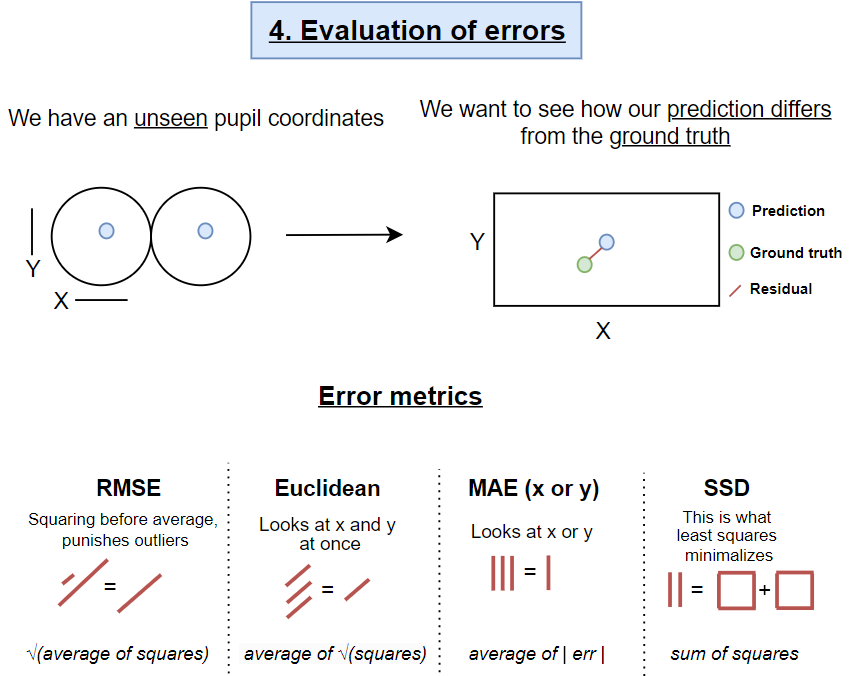 4. Evaluation of errors
We have an unseen pupil coordinates
We want to see how our prediction differs
from the ground truth
Y
X
Y
X
Prediction
Ground truth
Residual
Error metrics
RMSE
Squaring before average,
punishes outliers
=
√(average of squares)
Euclidean
Looks at x and y
at once
=
average of √(squares)
MAE (x or y)
Looks at x or y
=
average of | err |
SSD
This is what
least squares
minimalizes
= +
sum of squares